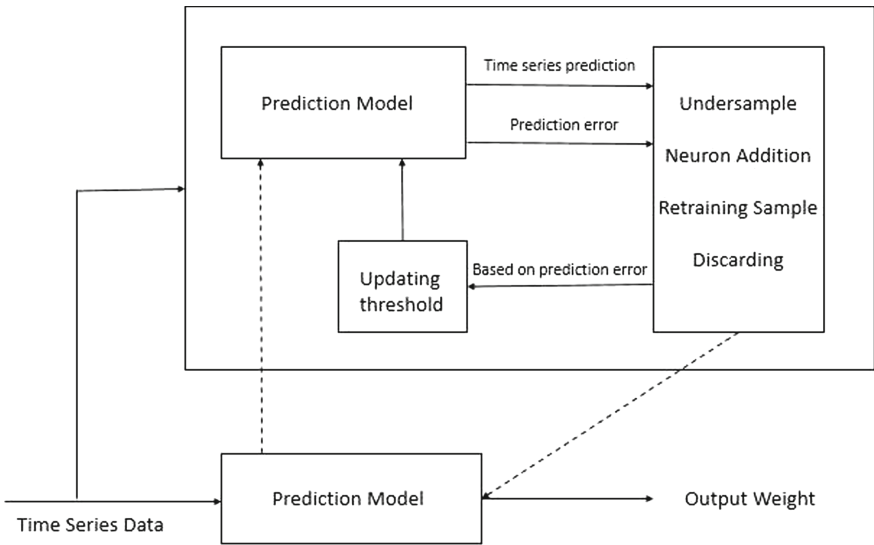 Time series prediction
Prediction Model
Undersample
Prediction error
Neuron Addition
Retraining Sample
Discarding
Based on prediction error
Updating
threshold
Prediction Model
Output Weight
Time Series Data